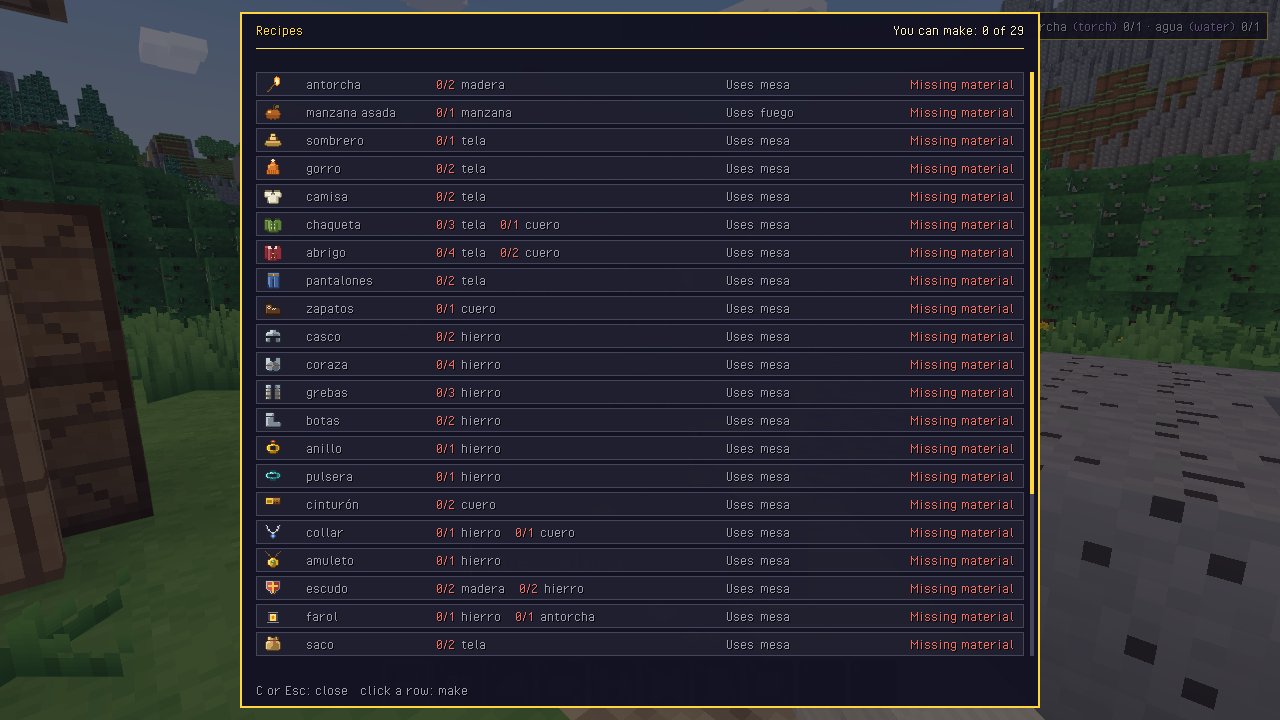 Recipes You can make: 0 of 29
rcha (torch) 0/1 · agua (water) 0/1
antorcha 0/2 madera Uses mesa Missing material
manzana asada 0/1 manzana Uses fuego Missing material
sombrero 0/1 tela Uses mesa Missing material
gorro 0/2 tela Uses mesa Missing material
camisa 0/2 tela Uses mesa Missing material
chaqueta 0/3 tela 0/1 cuero Uses mesa Missing material
abrigo 0/4 tela 0/2 cuero Uses mesa Missing material
pantalones 0/2 tela Uses mesa Missing material
zapatos 0/1 cuero Uses mesa Missing material
casco 0/2 hierro Uses mesa Missing material
coraza 0/4 hierro Uses mesa Missing material
grebas 0/3 hierro Uses mesa Missing material
botas 0/2 hierro Uses mesa Missing material
anillo 0/1 hierro Uses mesa Missing material
pulsera 0/1 hierro Uses mesa Missing material
cinturón 0/2 cuero Uses mesa Missing material
collar 0/1 hierro 0/1 cuero Uses mesa Missing material
amuleto 0/1 hierro Uses mesa Missing material
escudo 0/2 madera 0/2 hierro Uses mesa Missing material
farol 0/1 hierro 0/1 antorcha Uses mesa Missing material
saco 0/2 tela Uses mesa Missing material
C or Esc: close click a row: make